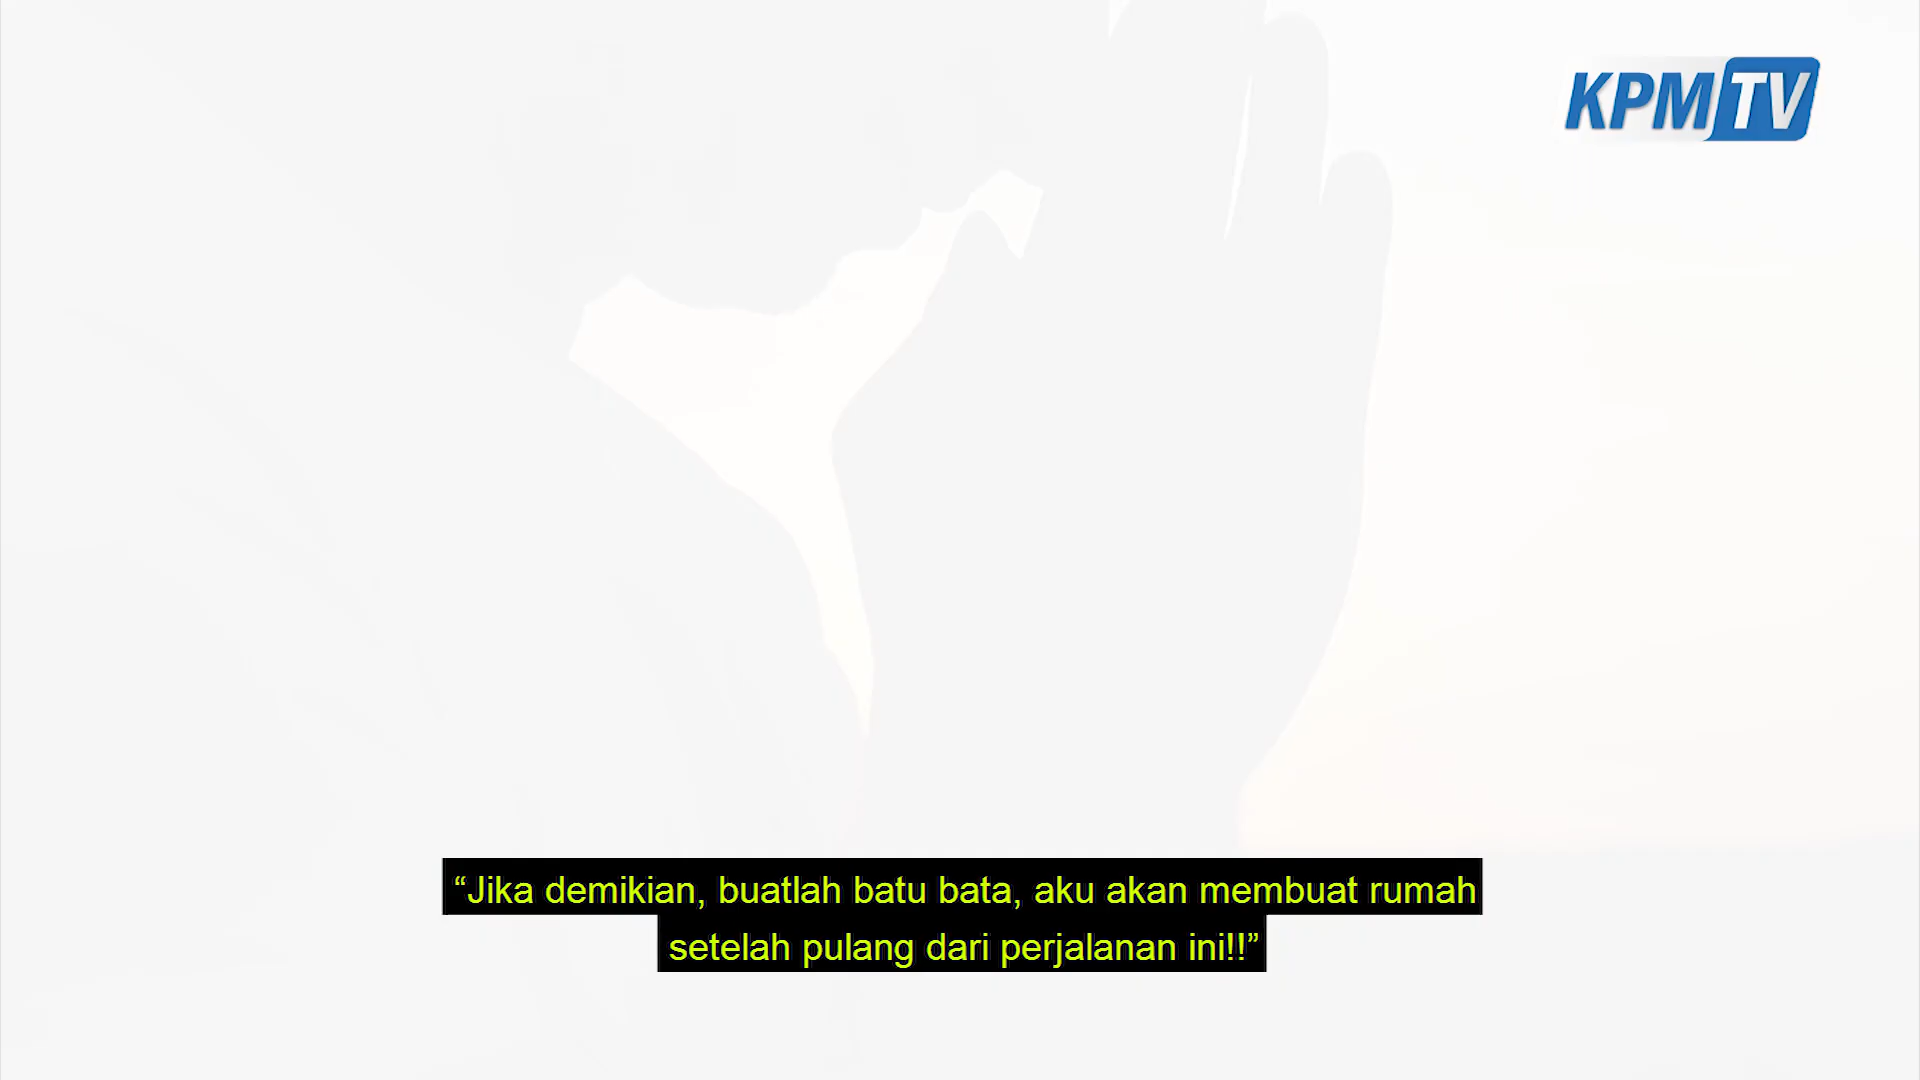 KPMTV
“Jika demikian, buatlah batu bata, aku akan membuat rumah
setelah pulang dari perjalanan ini!!”